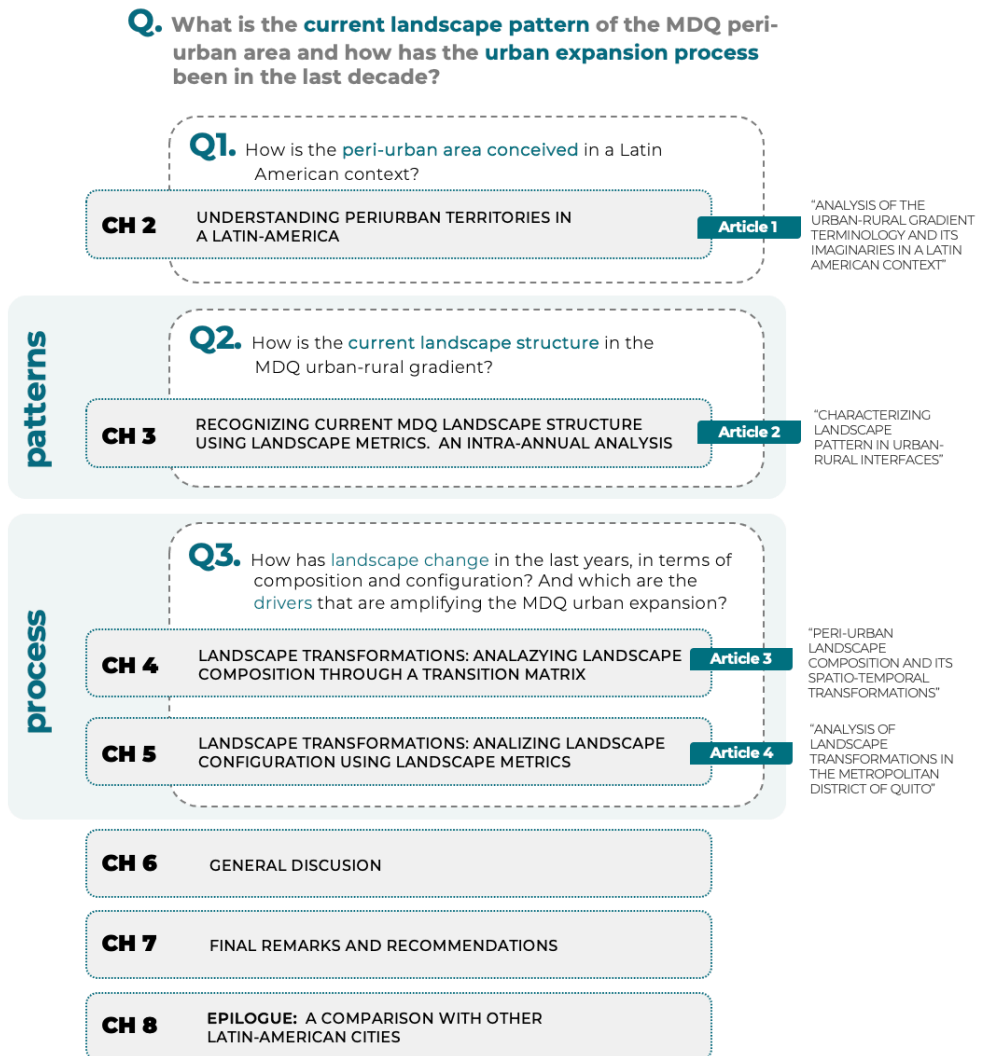 Q. What is the current landscape pattern of the MDQ peri-
urban area and how has the urban expansion process
been in the last decade?
Q1. How is the peri-urban area conceived in a Latin
American context?
CH 2
UNDERSTANDING PERIURBAN TERRITORIES IN
A LATIN-AMERICA
Article 1
"ANALYSIS OF THE
URBAN-RURAL GRADIENT
TERMINOLOGY AND ITS
IMAGINARIES IN A LATIN
AMERICAN CONTEXT"
patterns
Q2. How is the current landscape structure in the
MDQ urban-rural gradient?
CH 3
RECOGNIZING CURRENT MDQ LANDSCAPE STRUCTURE
USING LANDSCAPE METRICS. AN INTRA-ANNUAL ANALYSIS
Article 2
"CHARACTERIZING
LANDSCAPE
PATTERN IN URBAN-
RURAL INTERFACES"
process
Q3. How has landscape change in the last years, in terms of
composition and configuration? And which are the
drivers that are amplifying the MDQ urban expansion?
CH 4
LANDSCAPE TRANSFORMATIONS: ANALAZYING LANDSCAPE
COMPOSITION THROUGH A TRANSITION MATRIX
Article 3
"PERI-URBAN
LANDSCAPE
COMPOSITION AND ITS
SPATIO-TEMPORAL
TRANSFORMATIONS"
CH 5
LANDSCAPE TRANSFORMATIONS: ANALIZING LANDSCAPE
CONFIGURATION USING LANDSCAPE METRICS
Article 4
"ANALYSIS OF
LANDSCAPE
TRANSFORMATIONS IN
THE METROPOLITAN
DISTRICT OF QUITO"
CH 6
GENERAL DISCUSION
CH 7
FINAL REMARKS AND RECOMMENDATIONS
CH 8
EPILOGUE: A COMPARISON WITH OTHER
LATIN-AMERICAN CITIES